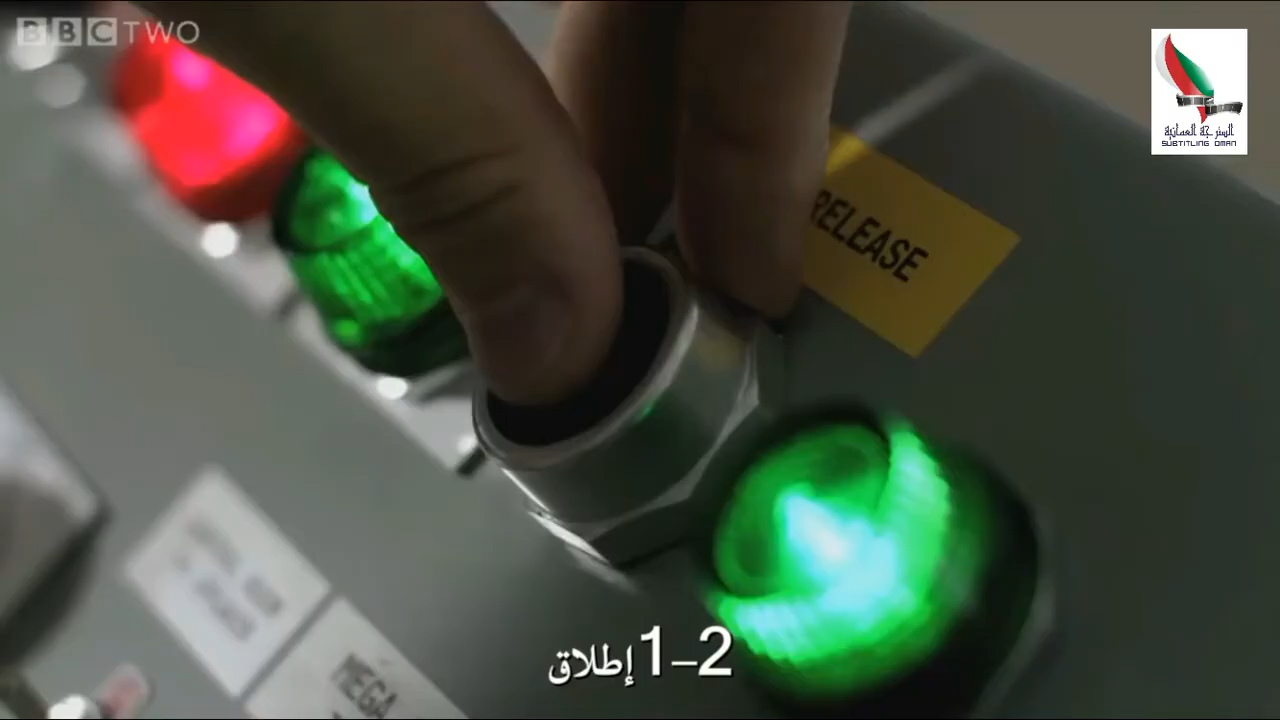 BBC TWO
السترجة العمانية
SUBTITLING OMAN
RELEASE
MEGA
2-1 إطلاق